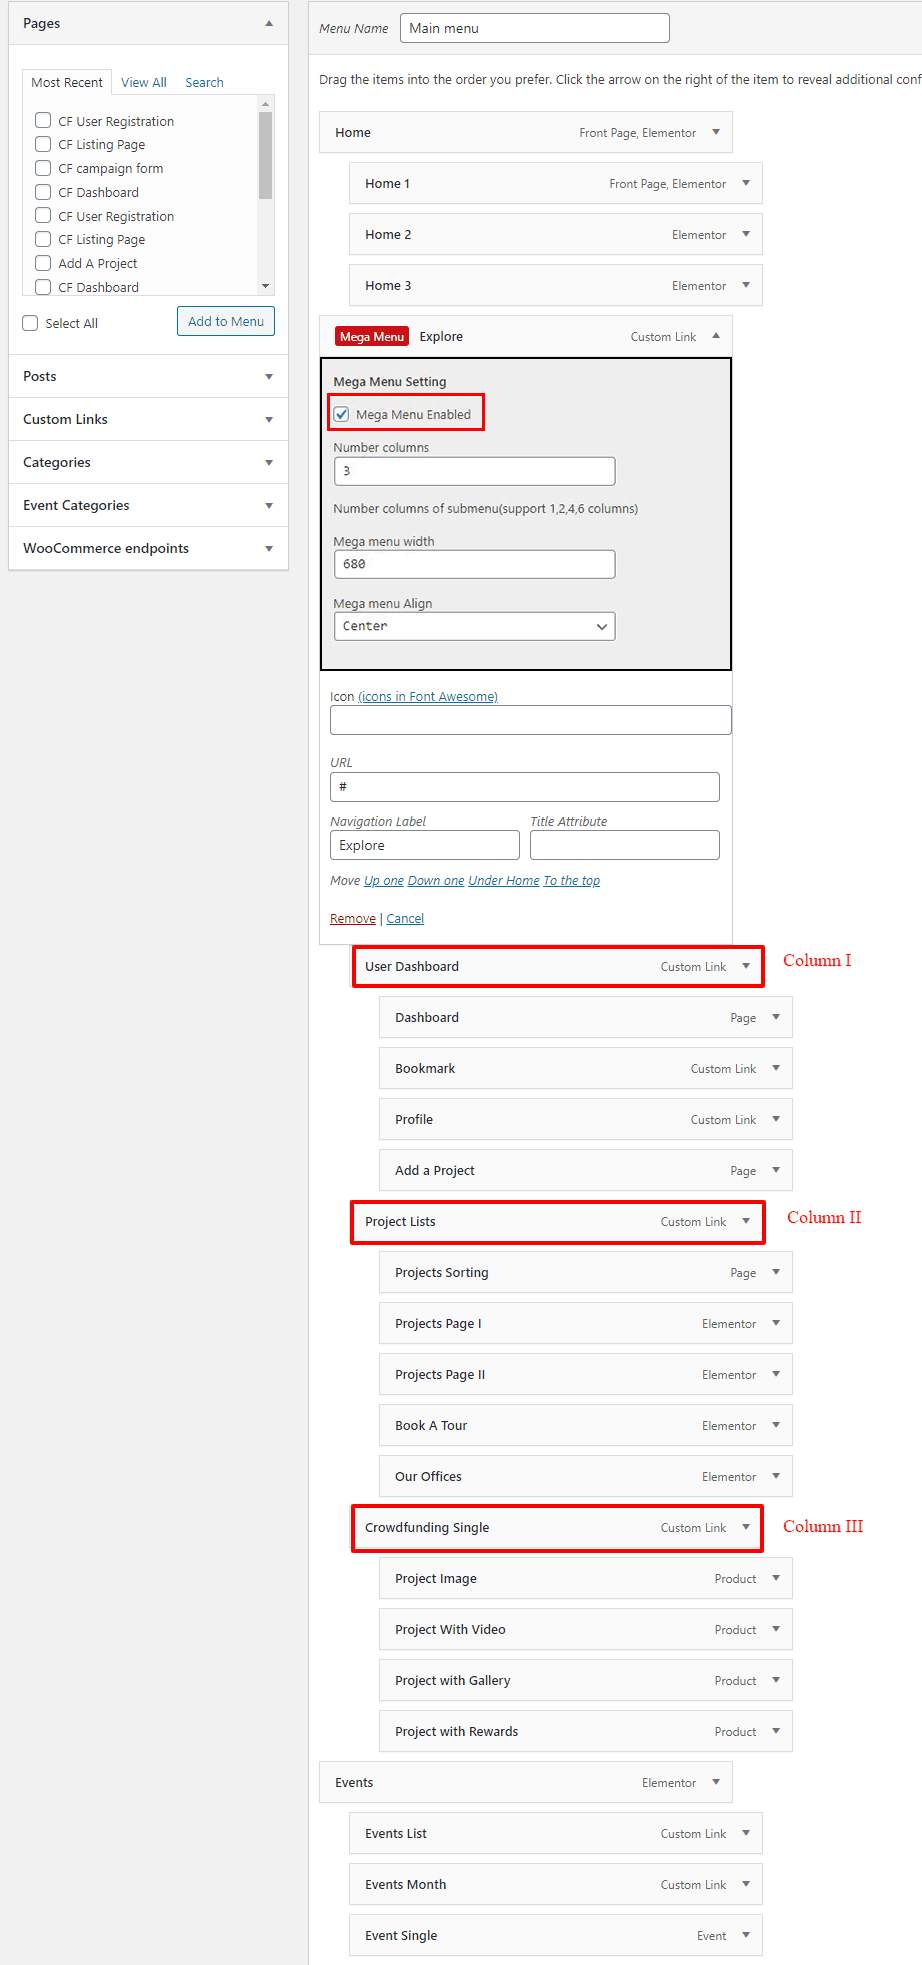 Pages
Most Recent View All Search
CF User Registration
CF Listing Page
CF campaign form
CF Dashboard
CF User Registration
CF Listing Page
Add A Project
CF Dashboard
Select All Add to Menu
Posts
Custom Links
Categories
Event Categories
WooCommerce endpoints
Menu Name Main menu
Drag the items into the order you prefer. Click the arrow on the right of the item to reveal additional conf
Home Front Page, Elementor
Home 1 Front Page, Elementor
Home 2 Elementor
Home 3 Elementor
Mega Menu Explore Custom Link
Mega Menu Setting
Mega Menu Enabled
Number columns
3
Number columns of submenu(support 1,2,4,6 columns)
Mega menu width
680
Mega menu Align
Center
Icon (icons in Font Awesome)
URL
#
Navigation Label Title Attribute
Explore
Move Up one Down one Under Home To the top
Remove | Cancel
User Dashboard Custom Link Column I
Dashboard Page
Bookmark Custom Link
Profile Custom Link
Add a Project Page
Project Lists Custom Link Column II
Projects Sorting Page
Projects Page I Elementor
Projects Page II Elementor
Book A Tour Elementor
Our Offices Elementor
Crowdfunding Single Custom Link Column III
Project Image Product
Project With Video Product
Project with Gallery Product
Project with Rewards Product
Events Elementor
Events List Custom Link
Events Month Custom Link
Event Single Event